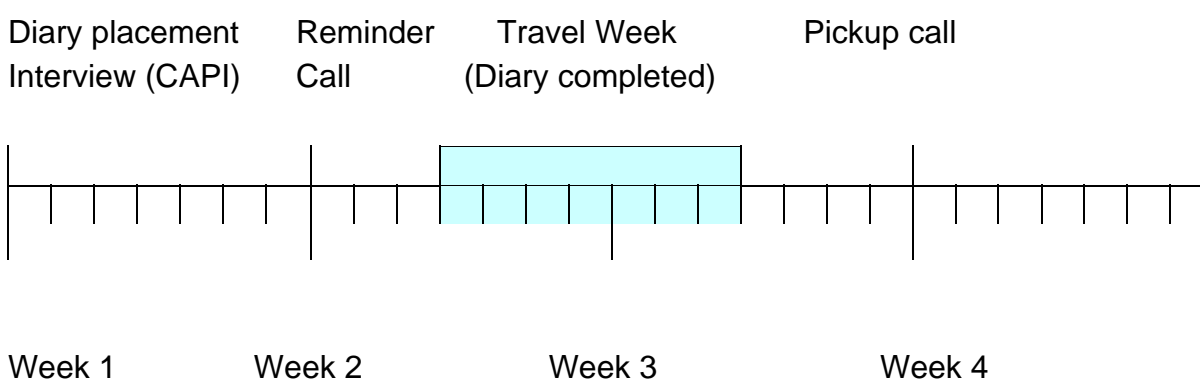 Diary placement Interview (CAPI)
Reminder Call
Travel Week (Diary completed)
Pickup call
Week 1 Week 2 Week 3 Week 4